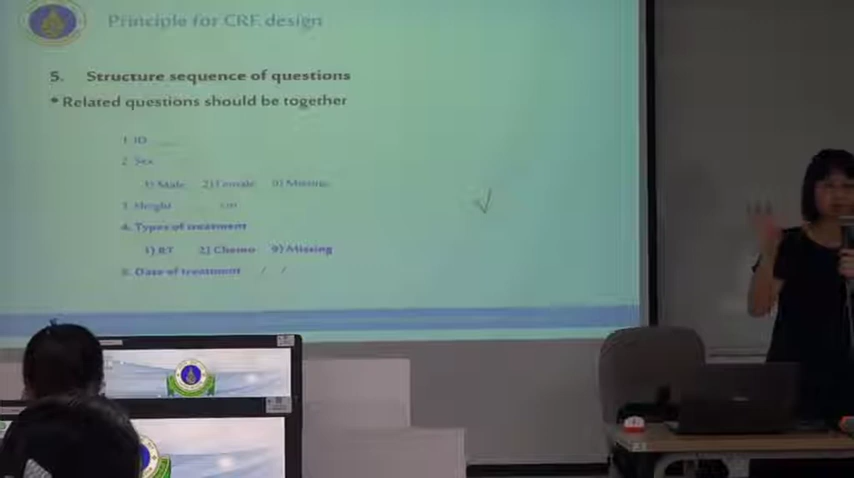 Principle for CRF design
5. Structure sequence of questions
• Related questions should be together
1. ID ____
2. Sex
1) Male 2) Female 9) Missing
3. Height ____ cm
4. Types of treatment
1) RT 2) Chemo 9) Missing
5. Date of treatment / /